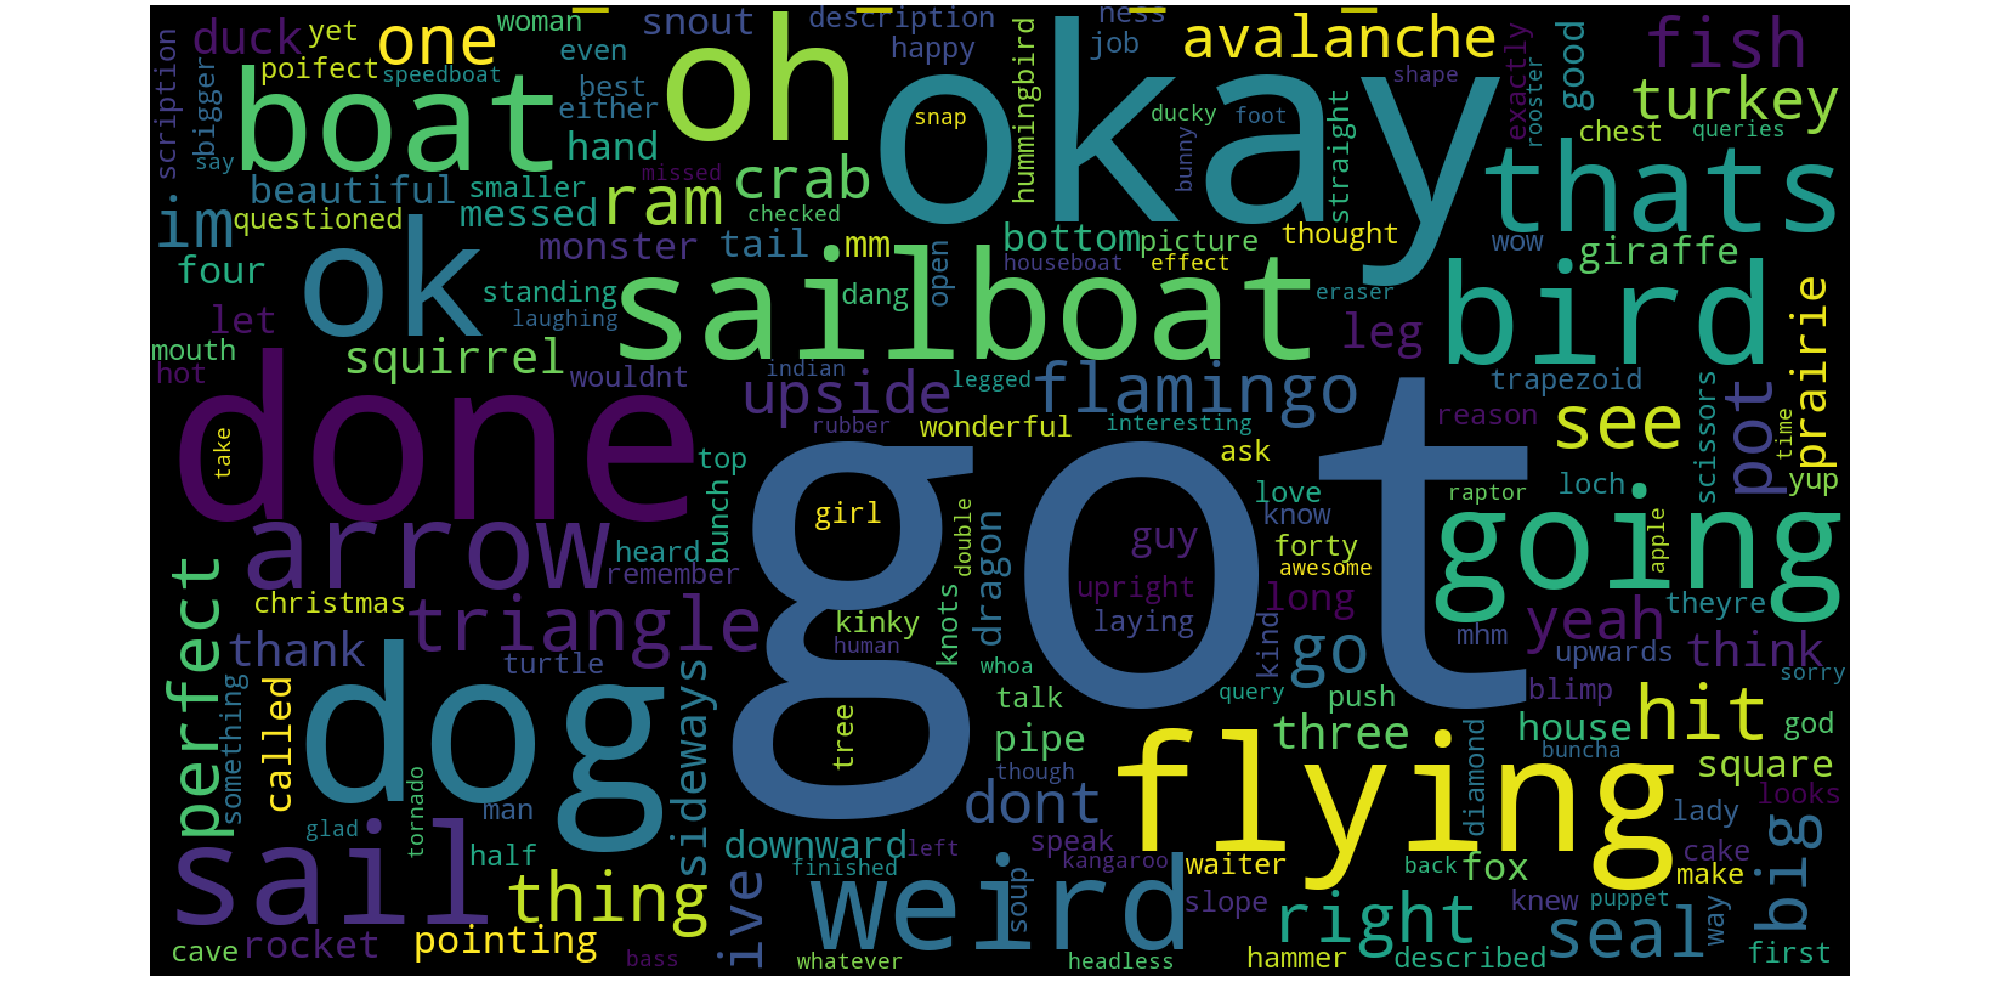 duck
yet
one
woman
snout
description
ness
fish
poifect
speedboat
even
oh
happy
job
avalanche
good
scription
bigger
boat
best
either
okay
hummingbird
shape
exactly
rooster
turkey
say
hand
snap
ducky
foot
straight
chest
queries
beautiful
smaller
missed
crab
bunny
thats
im
questioned
messed
ram
checked
four
ok
monster
tail
mm
bottom
picture
thought
wow
giraffe
standing
sailboat
dang
open
houseboat
effect
eraser
bird
prairie
let
laughing
leg
mouth
squirrel
hot
wouldnt
indian
upside
legged
flamingo
trapezoid
done
rubber
wonderful
interesting
reason
see
scissors
pot
time
take
top
ask
got
raptor
loch
yup
arrow
bunch
girl
double
love
know
going
heard
remember
dragon
guy
forty
awesome
apple
perfect
christmas
triangle
kinky
knots
upright
long
laying
yeah
theyre
thank
turtle
human
whoa
kind
go
mhm
upwards
think
sorry
something
called
dog
sideways
tree
talk
query
push
blimp
hit
pipe
three
house
god
tornado
man
though
flying
buncha
square
dont
diamond
lady
looks
glad
half
downward
left
speak
kangaroo
waiter
back
fox
cake
make
big
sail
thing
finished
ive
weird
soup
slope
right
knew
puppet
way
seal
cave
rocket
pointing
bass
whatever
headless
hammer
described
first